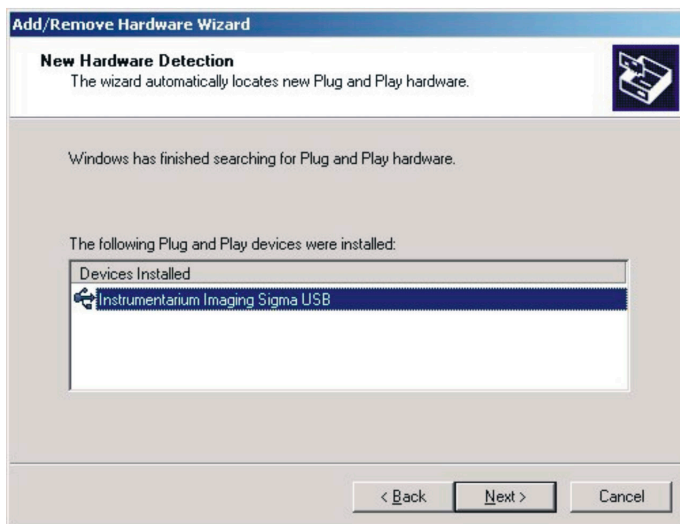 Add/Remove Hardware Wizard
New Hardware Detection
The wizard automatically locates new Plug and Play hardware.
Windows has finished searching for Plug and Play hardware.
The following Plug and Play devices were installed:
Devices Installed
Instrumentarium Imaging Sigma USB
< Back
Next >
Cancel